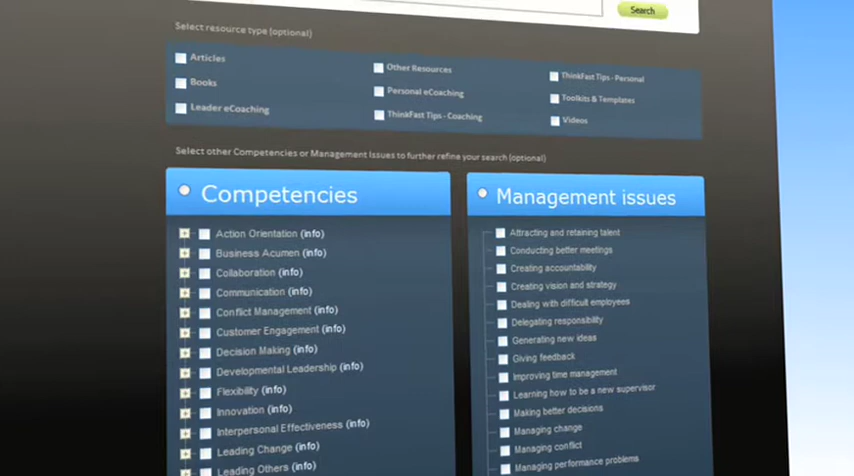 Search
Select resource type (optional)
Articles
Other Resources
ThinkFast Tips - Personal
Books
Personal eCoaching
Toolkits & Templates
Leader eCoaching
ThinkFast Tips - Coaching
Videos
Select other Competencies or Management Issues to further refine your search (optional)
Competencies
Action Orientation (info)
Business Acumen (info)
Collaboration (info)
Communication (info)
Conflict Management (info)
Customer Engagement (info)
Decision Making (info)
Developmental Leadership (info)
Flexibility (info)
Innovation (info)
Interpersonal Effectiveness (info)
Leading Change (info)
Leading Others (info)
Management issues
Attracting and retaining talent
Conducting better meetings
Creating accountability
Creating vision and strategy
Dealing with difficult employees
Delegating responsibility
Generating new ideas
Giving feedback
Improving time management
Learning how to be a new supervisor
Making better decisions
Managing change
Managing conflict
Managing performance problems